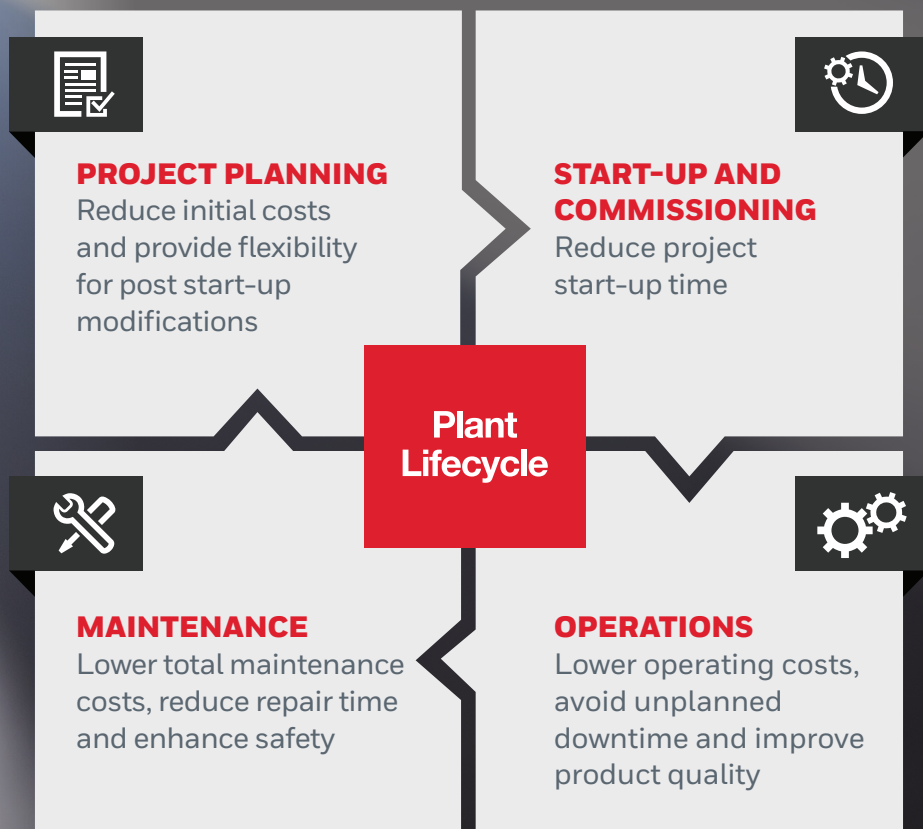 PROJECT PLANNING
Reduce initial costs
and provide flexibility
for post start-up
modifications
START-UP AND
COMMISSIONING
Reduce project
start-up time
Plant
Lifecycle
MAINTENANCE
Lower total maintenance
costs, reduce repair time
and enhance safety
OPERATIONS
Lower operating costs,
avoid unplanned
downtime and improve
product quality